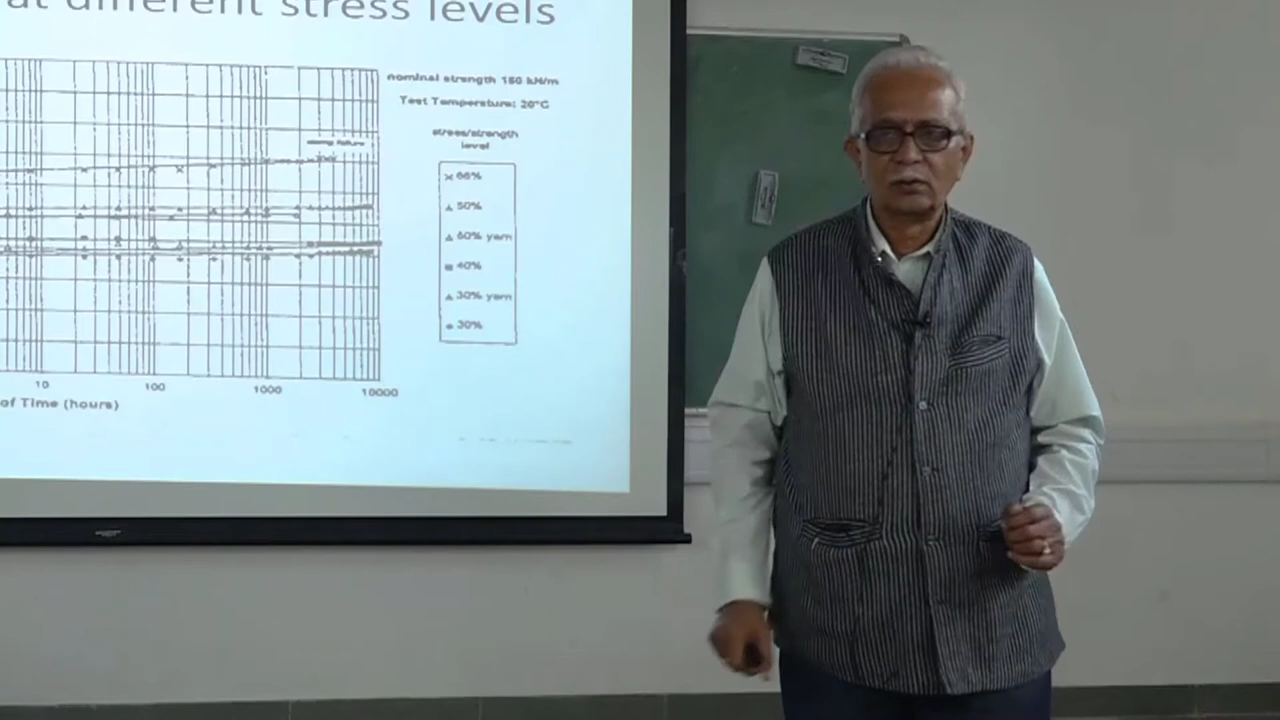 at different stress levels
nominal strength 150 kN/m
Test Temperature: 20°C
stress/strength
level
66%
50%
60% yarn
40%
30% yarn
30%
10 100 1000 10000
of Time (hours)